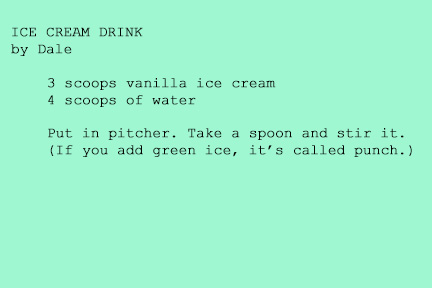 ICE CREAM DRINK
by Dale
3 scoops vanilla ice cream
4 scoops of water
Put in pitcher. Take a spoon and stir it.
(If you add green ice, it’s called punch.)